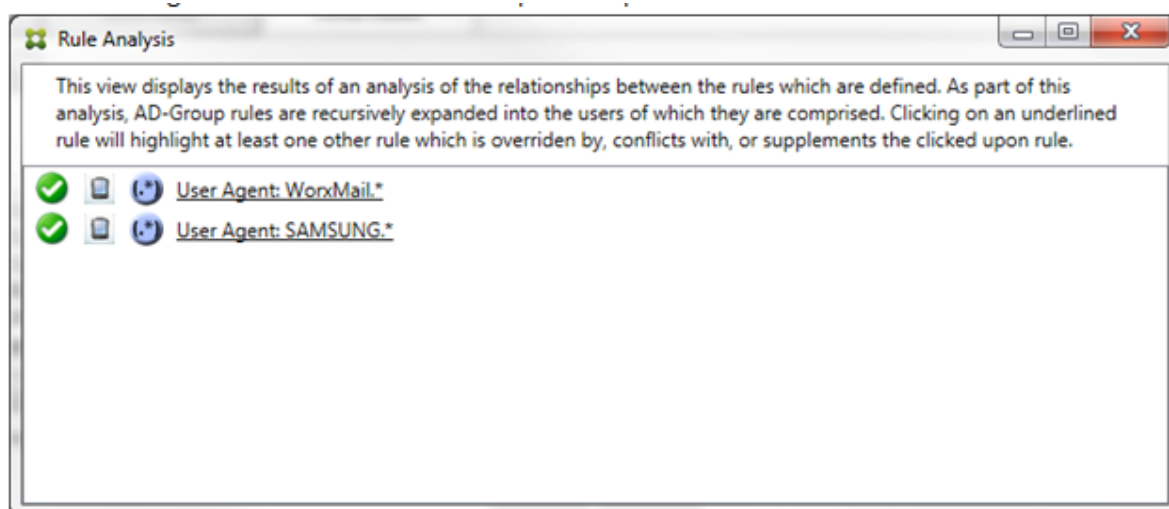 Rule Analysis
This view displays the results of an analysis of the relationships between the rules which are defined. As part of this
analysis, AD-Group rules are recursively expanded into the users of which they are comprised. Clicking on an underlined
rule will highlight at least one other rule which is overriden by, conflicts with, or supplements the clicked upon rule.
(.*) User Agent: WorxMail.*
(.*) User Agent: SAMSUNG.*